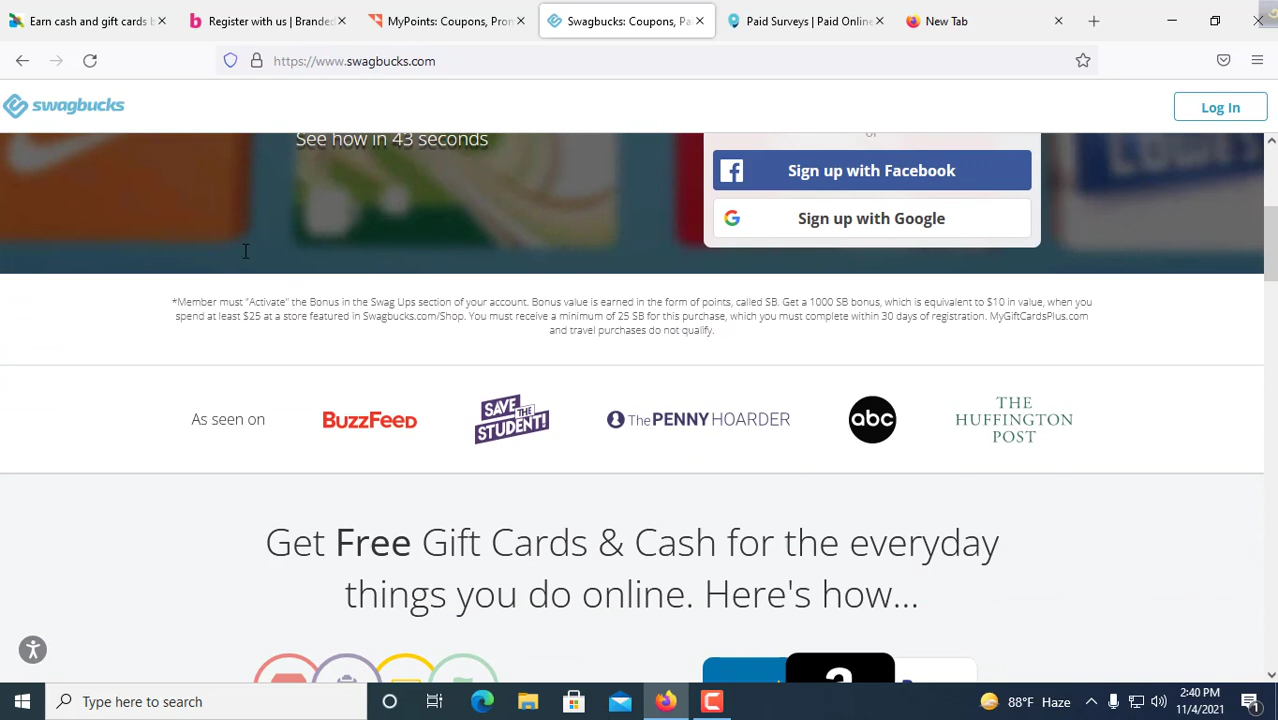 Earn cash and gift cards b
Register with us | Branded
MyPoints: Coupons, Pron
Swagbucks: Coupons, Pa
Paid Surveys | Paid Online
New Tab
https://www.swagbucks.com
swagbucks
Log In
See how in 43 seconds
or
Sign up with Facebook
Sign up with Google
*Member must "Activate" the Bonus in the Swag Ups section of your account. Bonus value is earned in the form of points, called SB. Get a 1000 SB bonus, which is equivalent to $10 in value, when you
spend at least $25 at a store featured in Swagbucks.com/Shop. You must receive a minimum of 25 SB for this purchase, which you must complete within 30 days of registration. MyGiftCardsPlus.com
and travel purchases do not qualify.
As seen on
BuzzFeed
SAVE THE STUDENT!
The PENNY HOARDER
abc
THE
HUFFINGTON
POST
Get Free Gift Cards & Cash for the everyday
things you do online. Here's how...
Type here to search
88°F Haze
2:40 PM
11/4/2021
1